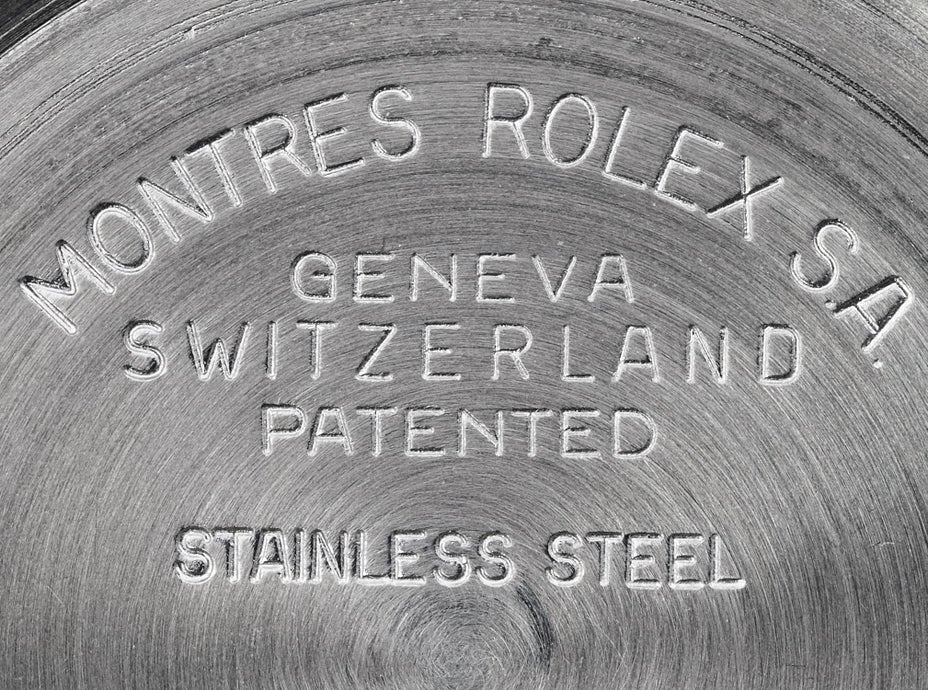 MONTRES ROLEX S.A.
GENEVA
SWITZERLAND
PATENTED
STAINLESS STEEL